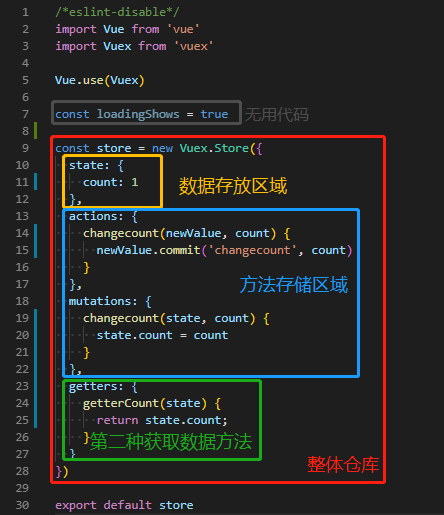 1 /*eslint-disable*/
2 import Vue from 'vue'
3 import Vuex from 'vuex'
4
5 Vue.use(Vuex)
6
7 const loadingShows = true 无用代码
8
9 const store = new Vuex.Store({
10 state: {
11 count: 1 数据存放区域
12 },
13 actions: {
14 changecount(newValue, count) {
15 newValue.commit('changecount', count)
16 }
17 }, 方法存储区域
18 mutations: {
19 changecount(state, count) {
20 state.count = count
21 }
22 },
23 getters: {
24 getterCount(state) {
25 return state.count;
26 } 第二种获取数据方法
27 } 整体仓库
28 })
29
30 export default store